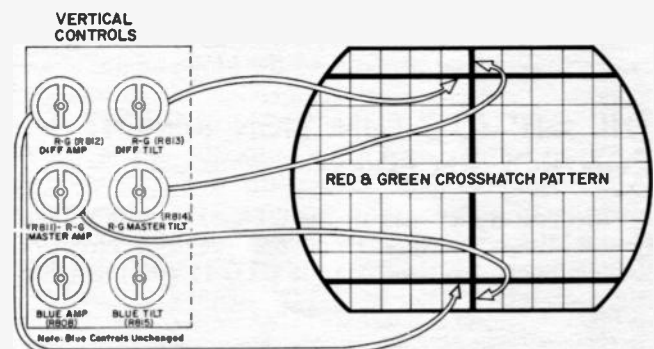 VERTICAL
CONTROLS
R-G (R812)
DIFF AMP
R-G (R813)
DIFF TILT
RED & GREEN CROSSHATCH PATTERN
(R811)- R-G
MASTER AMP
(R814)
R-G MASTER TILT
BLUE AMP
(R808)
BLUE TILT
(R815)
Note: Blue Controls Unchanged